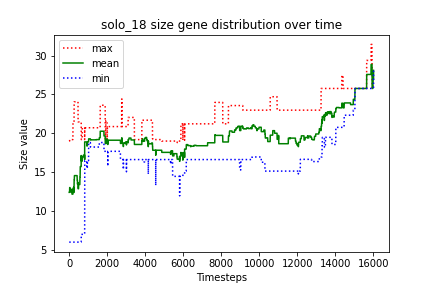 solo_18 size gene distribution over time
max
mean
min
Size value
30
25
20
15
10
5
0 2000 4000 6000 8000 10000 12000 14000 16000
Timesteps